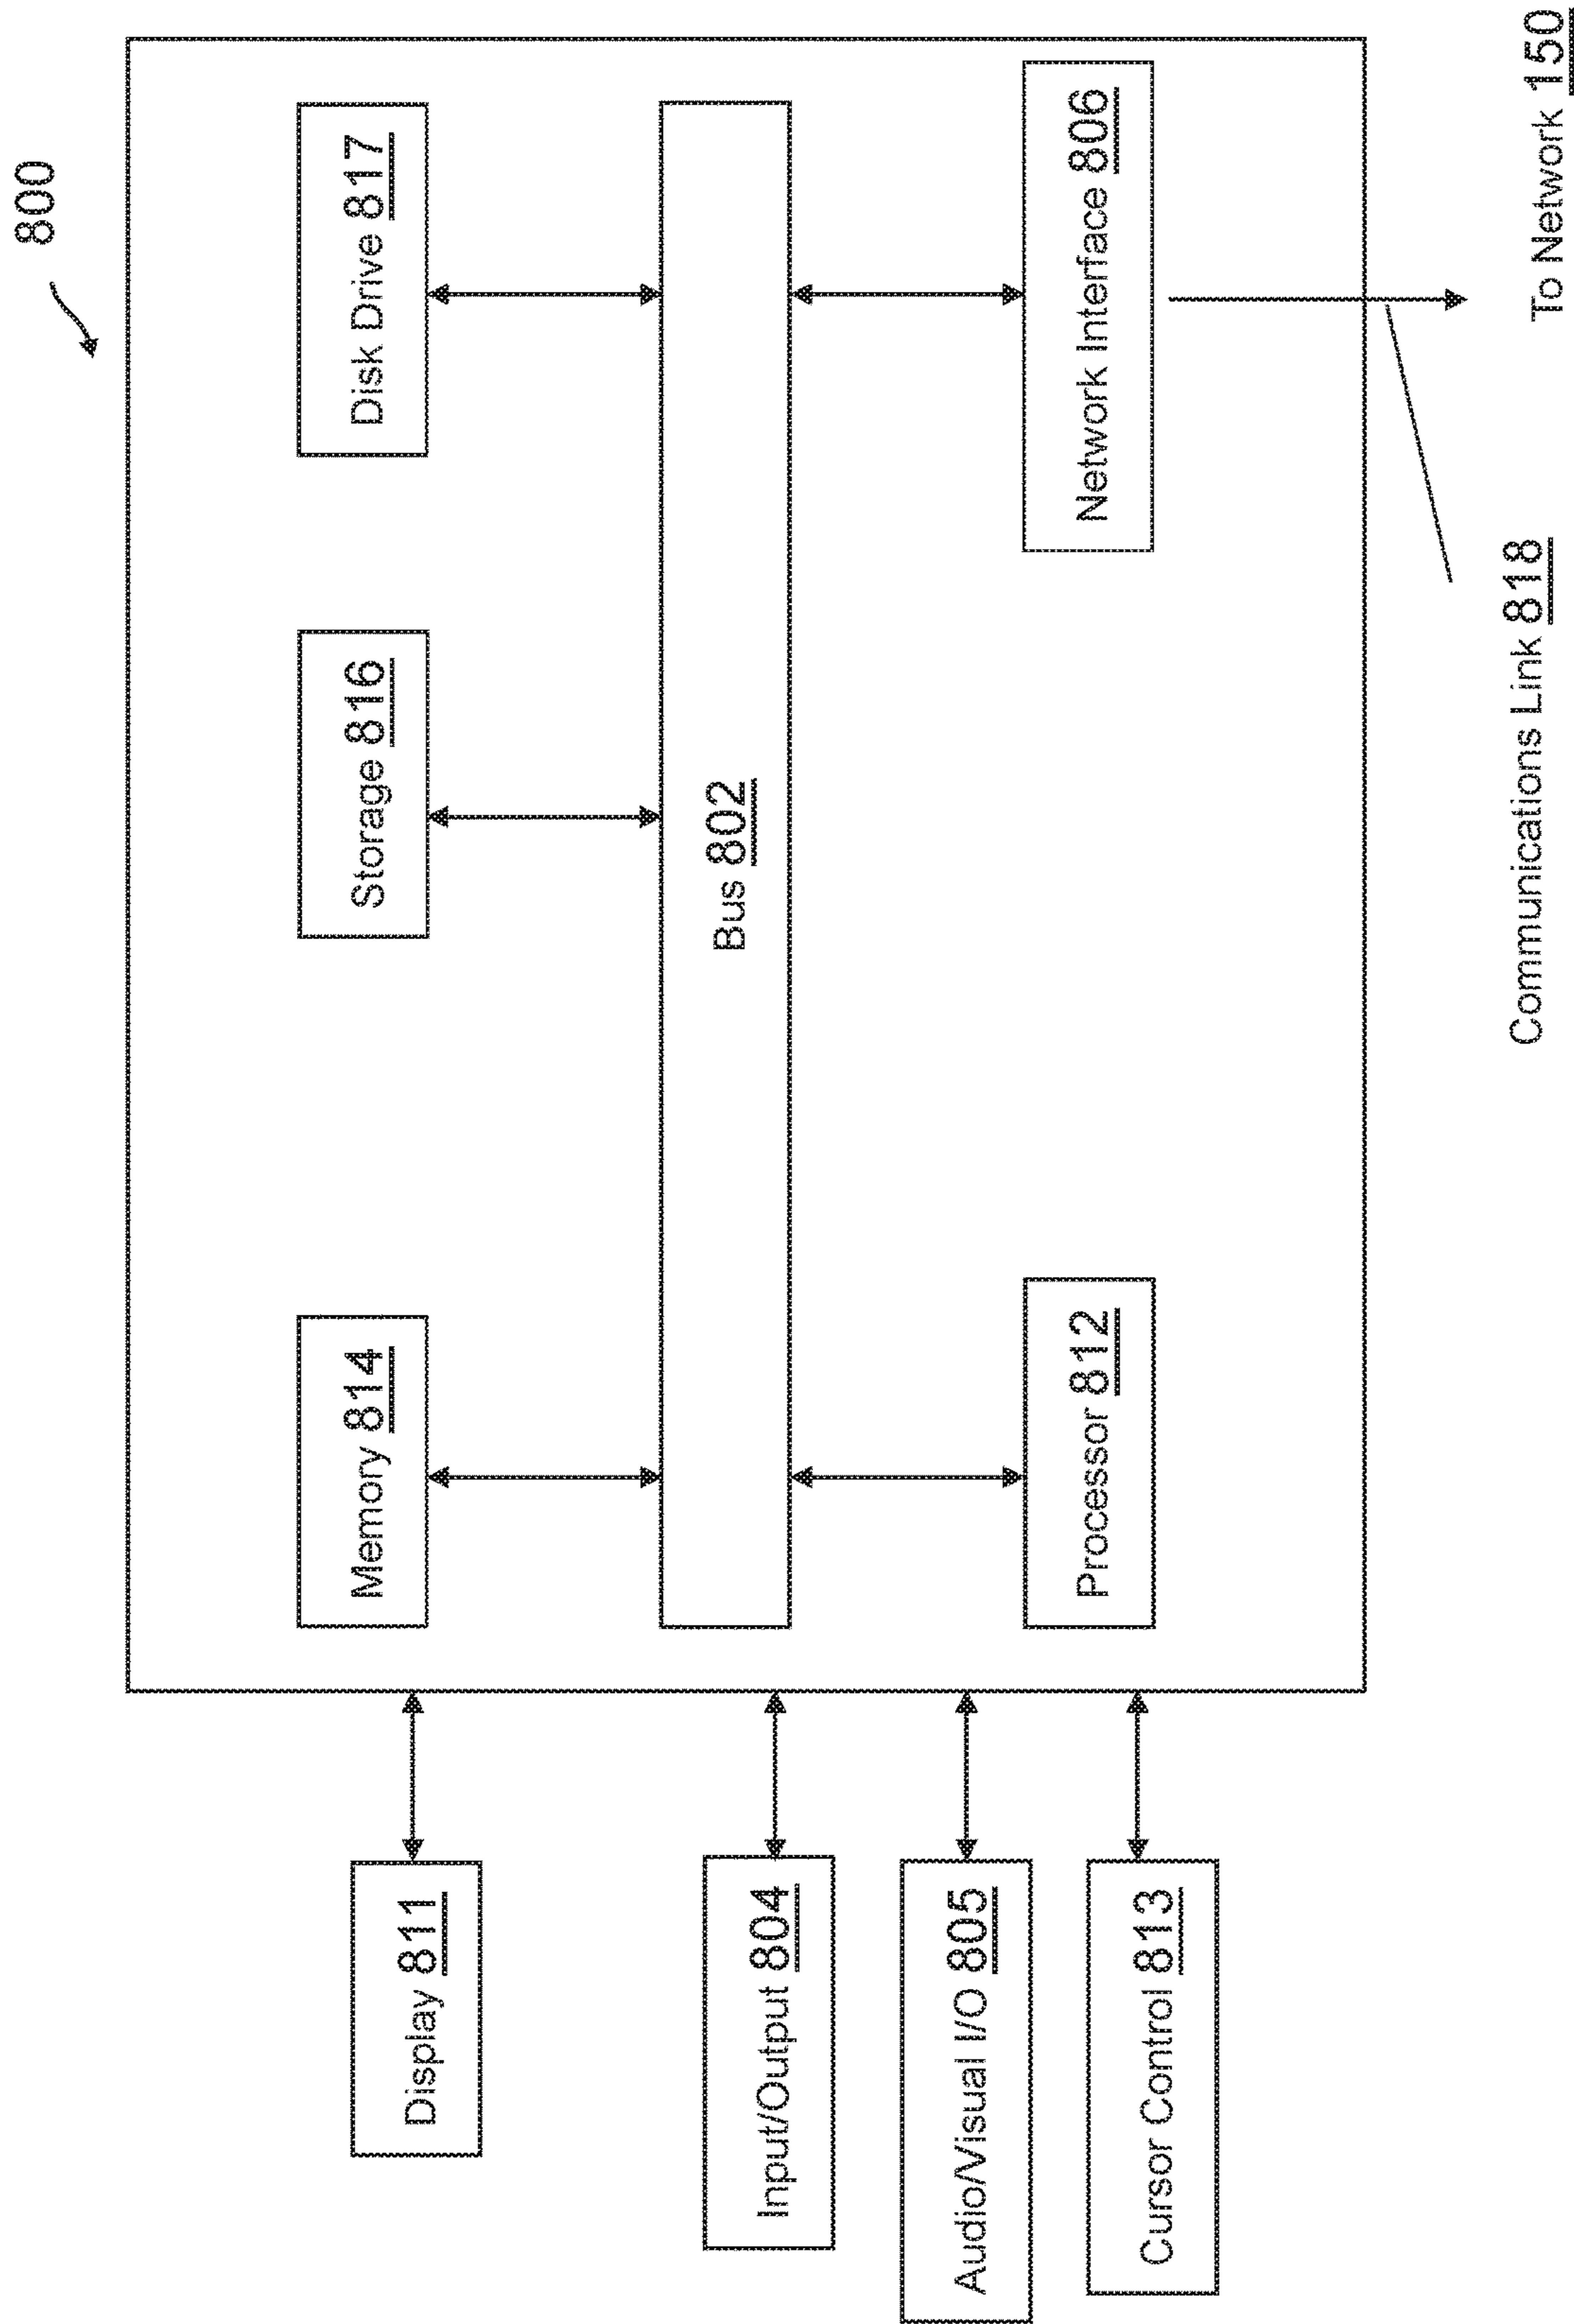 800
Display 811
Memory 814
Storage 816
Disk Drive 817
Input/Output 804
Bus 802
Audio/Visual I/O 805
Cursor Control 813
Processor 812
Network Interface 806
Communications Link 818
To Network 150